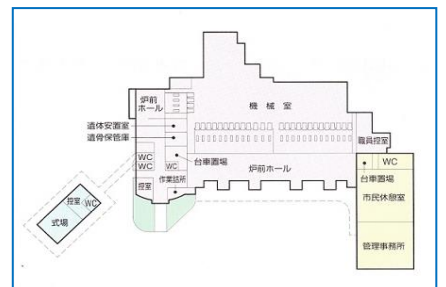 炉前
ホール
機械室
遺体安置室
遺骨保管庫
職員控室
WC
WC
WC
台車置場
炉前ホール
WC
台車置場
控室
作業詰所
市民休憩室
控室
WC
式場
管理事務所